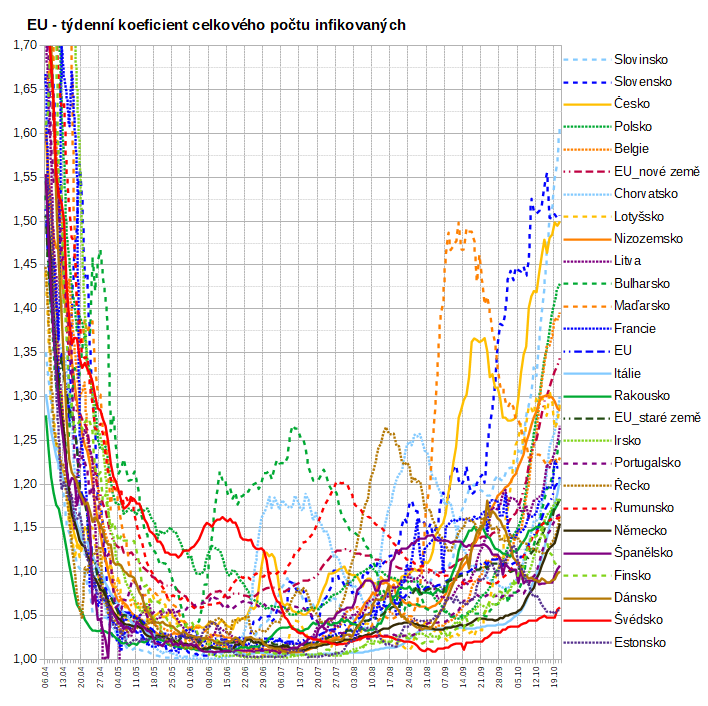 EU - týdenní koeficient celkového počtu infikovaných
1,70
1,65
1,60
1,55
1,50
1,45
1,40
1,35
1,30
1,25
1,20
1,15
1,10
1,05
1,00
06.04
13.04
20.04
27.04
04.05
11.05
18.05
25.05
01.06
08.06
15.06
22.06
29.06
06.07
13.07
20.07
27.07
03.08
10.08
17.08
24.08
31.08
07.09
14.09
21.09
28.09
05.10
12.10
19.10
Slovinsko
Slovensko
Česko
Polsko
Belgie
EU_nové země
Chorvatsko
Lotyšsko
Nizozemsko
Litva
Bulharsko
Maďarsko
Francie
EU
Itálie
Rakousko
EU_staré země
Irsko
Portugalsko
Řecko
Rumunsko
Německo
Španělsko
Finsko
Dánsko
Švédsko
Estonsko